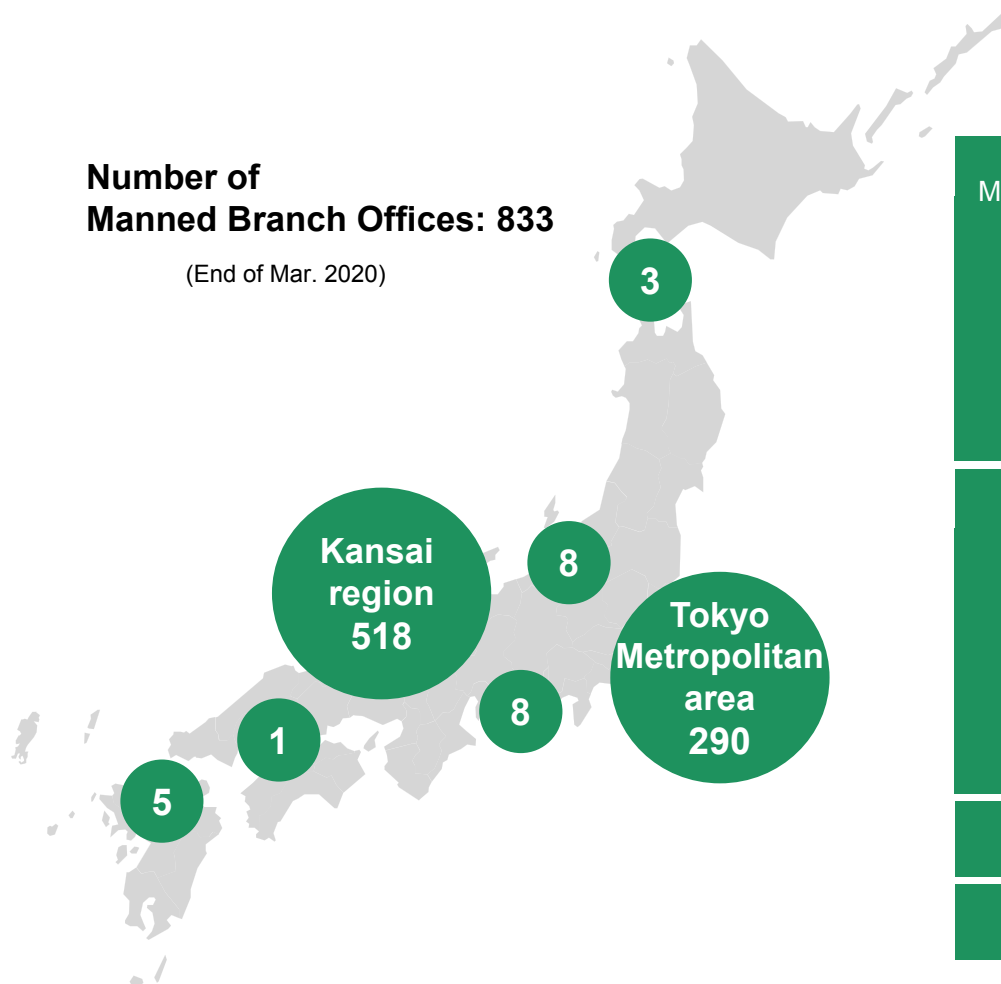 Number of
Manned Branch Offices: 833
(End of Mar. 2020)
3
Kansai
region
518
8
Tokyo
Metropolitan
area
290
8
1
5
M